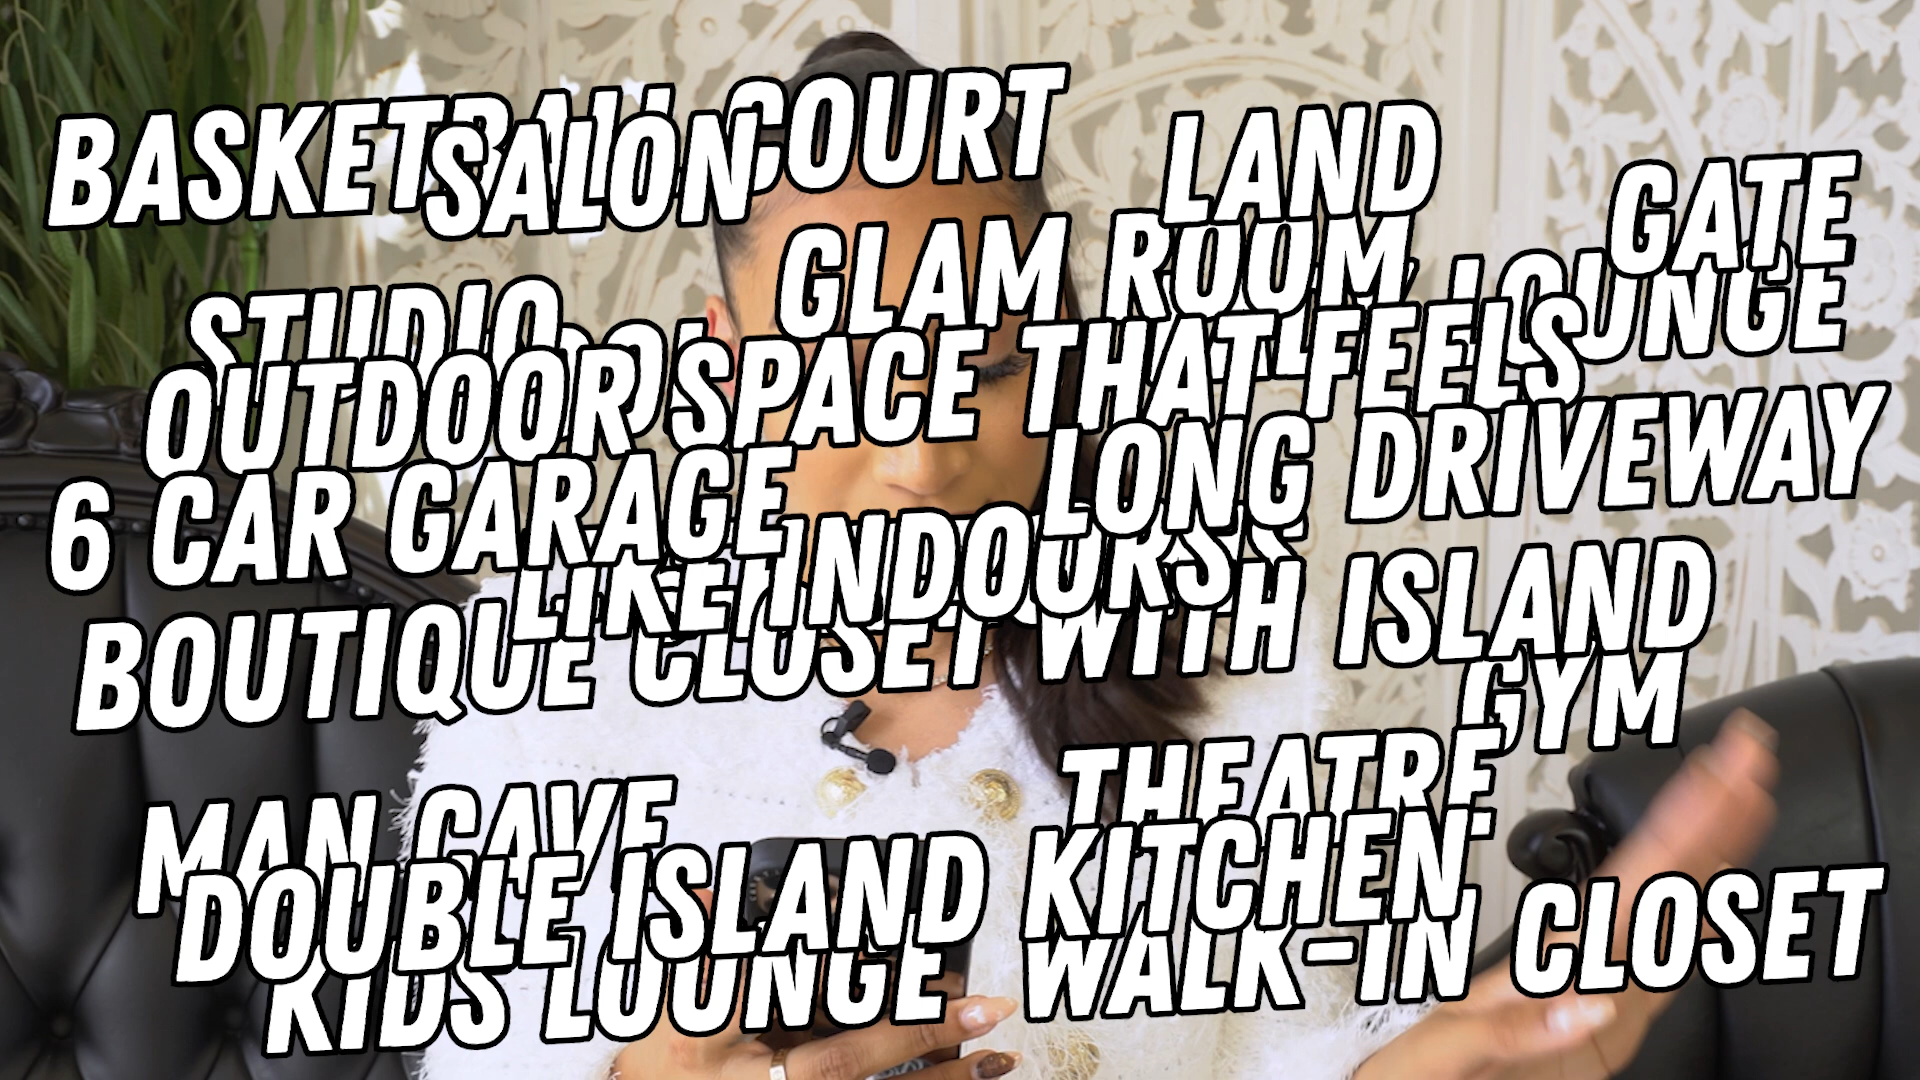 BASKETBALL COURT
SALON
LAND
GATE
GLAM ROOM
LOUNGE
STUDIO
OUTDOOR SPACE THAT FEELS
LONG DRIVEWAY
6 CAR GARAGE
LIKE INDOORS
BOUTIQUE CLOSET WITH ISLAND
GYM
THEATRE
MAN CAVE
DOUBLE ISLAND KITCHEN
KIDS LOUNGE
WALK-IN CLOSET